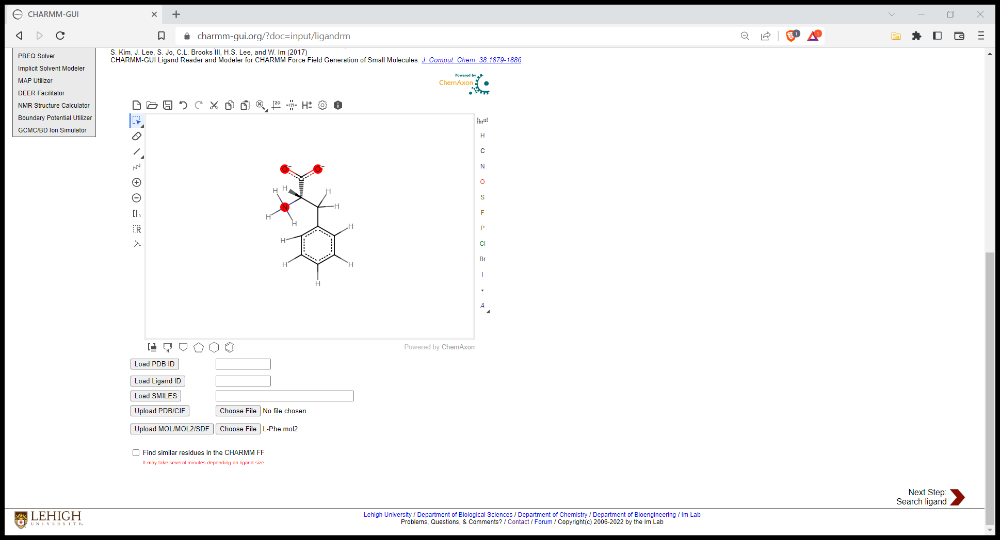 CHARMM-GUI
charmm-gui.org/?doc=input/ligandrm
1
1
PBEQ Solver
Implicit Solvent Modeler
MAP Utilizer
DEER Facilitator
NMR Structure Calculator
Boundary Potential Utilizer
GCMC/BD Ion Simulator
S. Kim, J. Lee, S. Jo, C.L. Brooks III, H.S. Lee, and W. Im (2017)
CHARMM-GUI Ligand Reader and Modeler for CHARMM Force Field Generation of Small Molecules. J. Comput. Chem. 38:1879-1886
Powered by
ChemAxon
2D
(?)
H±
[]n
R
O- O-
H H H
N H
H H
H H
H H
H
H
C
N
O
S
F
P
Cl
Br
I
*
A
N
Powered by ChemAxon
Load PDB ID
Load Ligand ID
Load SMILES
Upload PDB/CIF Choose File No file chosen
Upload MOL/MOL2/SDF Choose File L-Phe.mol2
Find similar residues in the CHARMM FF
It may take several minutes depending on ligand size.
Next Step:
Search ligand
LEHIGH
UNIVERSITY.
Lehigh University / Department of Biological Sciences / Department of Chemistry / Department of Bioengineering / Im Lab
Problems, Questions, & Comments? / Contact / Forum / Copyright(c) 2006-2022 by the Im Lab